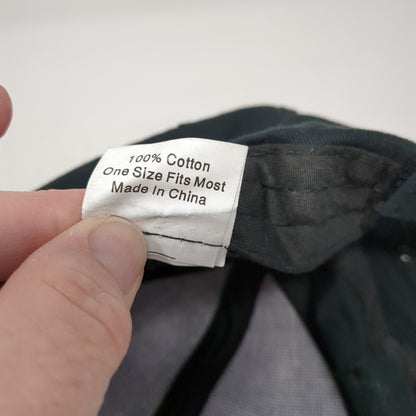 100% Cotton
One Size Fits Most
Made In China